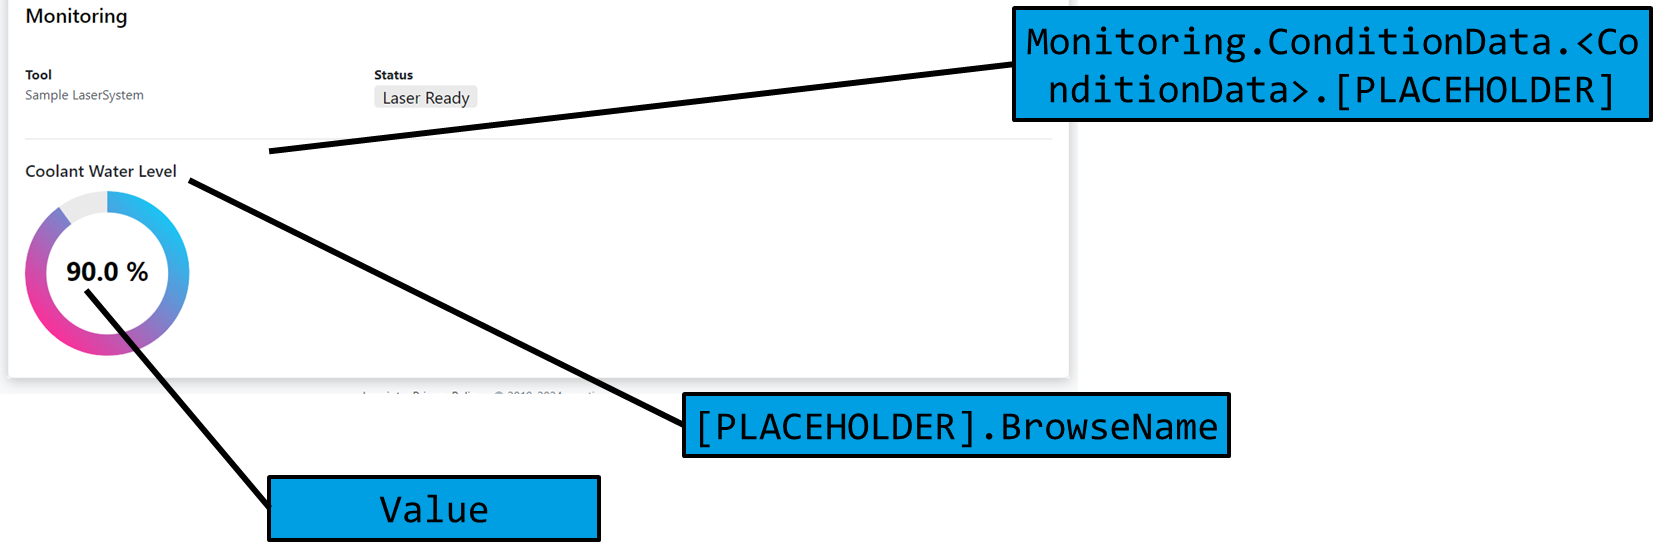 Monitoring
Monitoring.ConditionData.<Co
nditionData>.[PLACEHOLDER]
Tool
Status
Sample LaserSystem
Laser Ready
Coolant Water Level
90.0 %
[PLACEHOLDER].BrowseName
Value